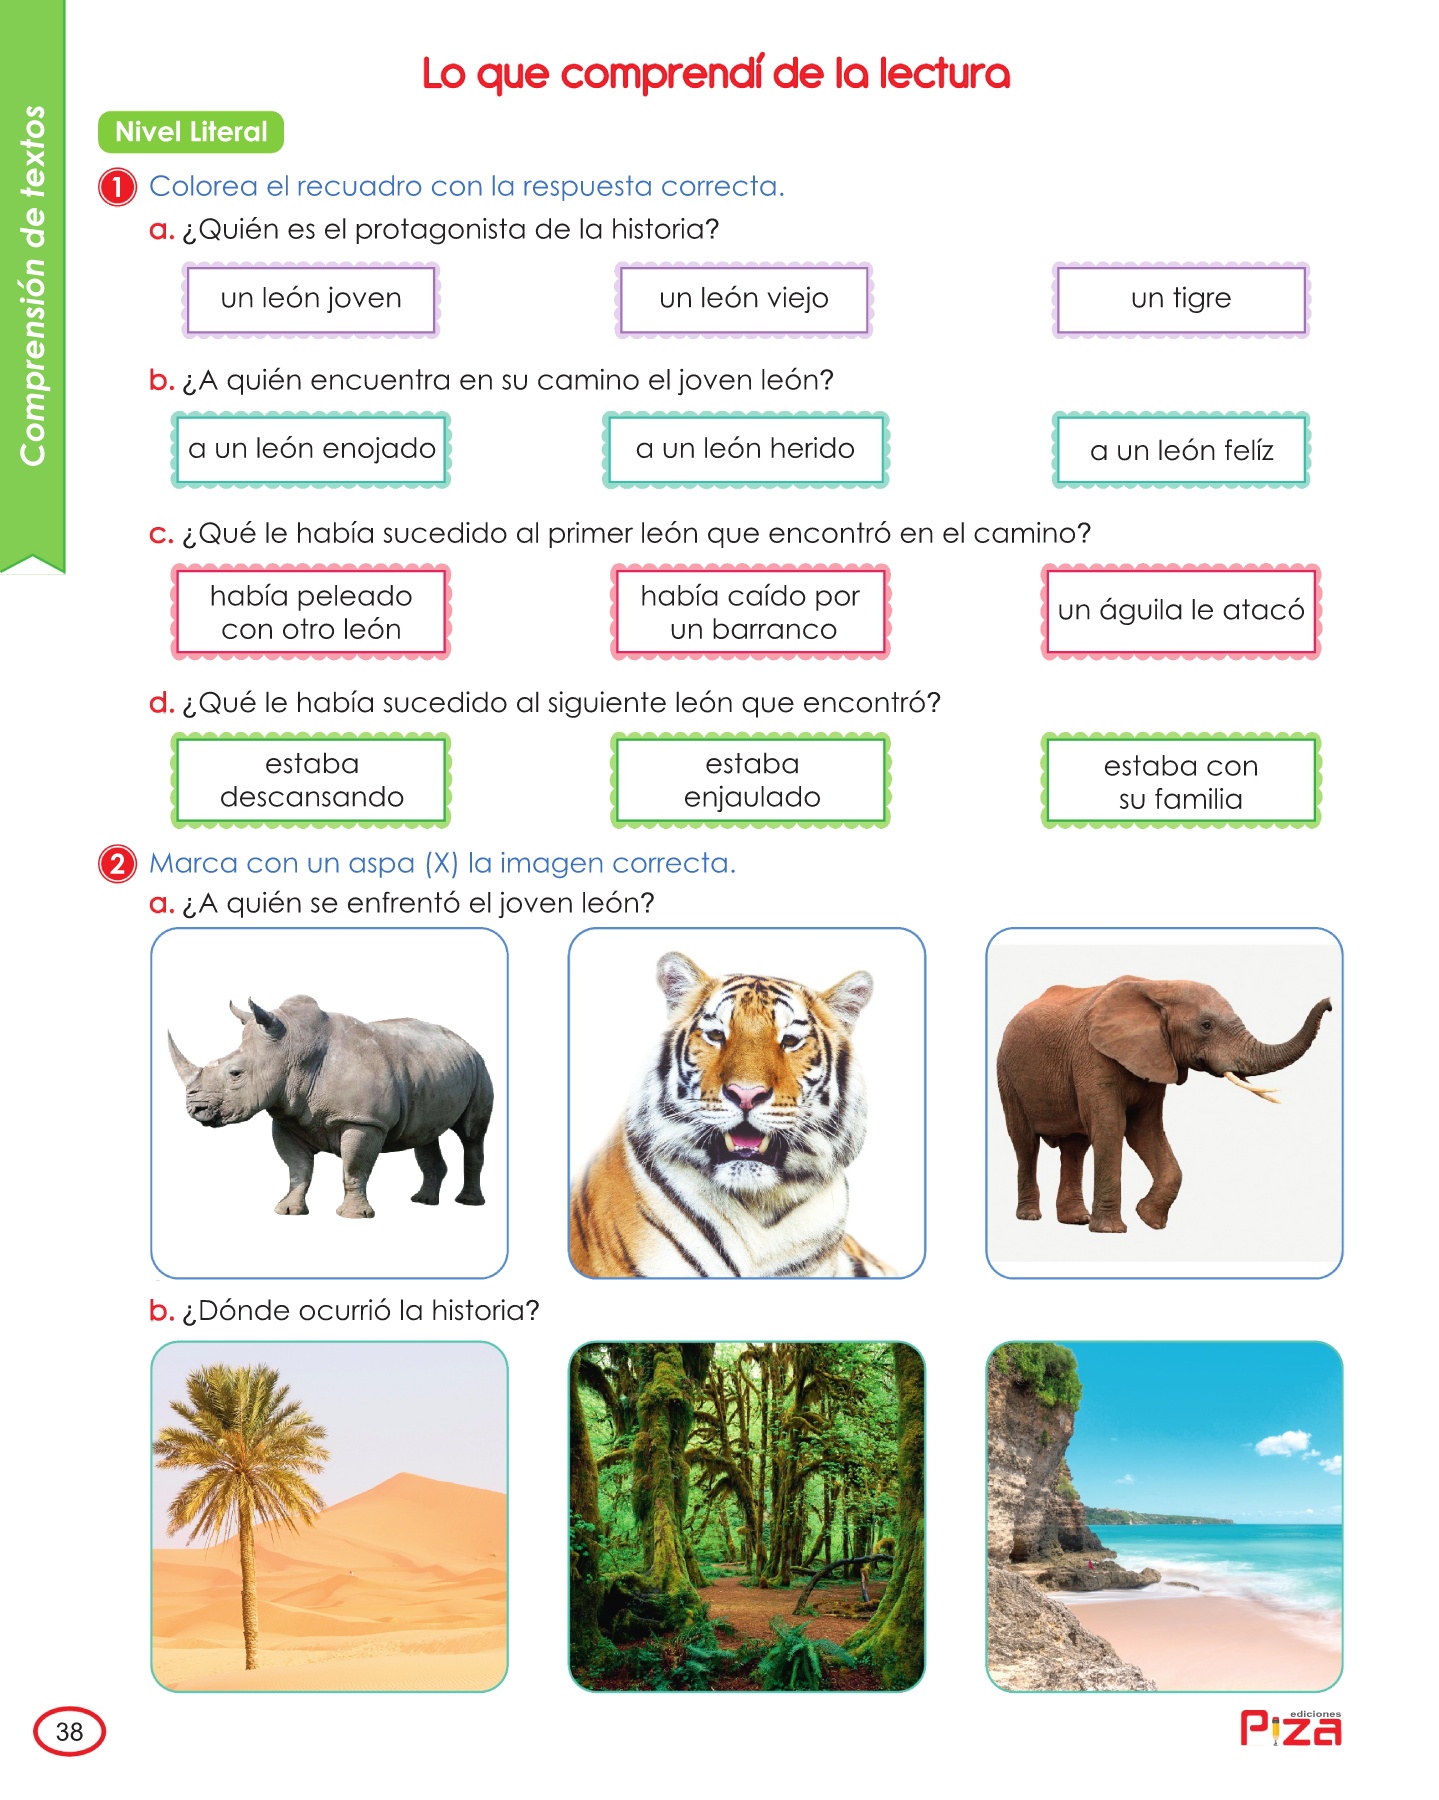 Comprensión de textos
Lo que comprendí de la lectura
Nivel Literal
1 Colorea el recuadro con la respuesta correcta.
a. ¿Quién es el protagonista de la historia?
un león joven
un león viejo
un tigre
b. ¿A quién encuentra en su camino el joven león?
a un león enojado
a un león herido
a un león felíz
c. ¿Qué le había sucedido al primer león que encontró en el camino?
había peleado
con otro león
había caído por
un barranco
un águila le atacó
d. ¿Qué le había sucedido al siguiente león que encontró?
estaba
descansando
estaba
enjaulado
estaba con
su familia
2 Marca con un aspa (X) la imagen correcta.
a. ¿A quién se enfrentó el joven león?
b. ¿Dónde ocurrió la historia?
38
ediciones
Piza